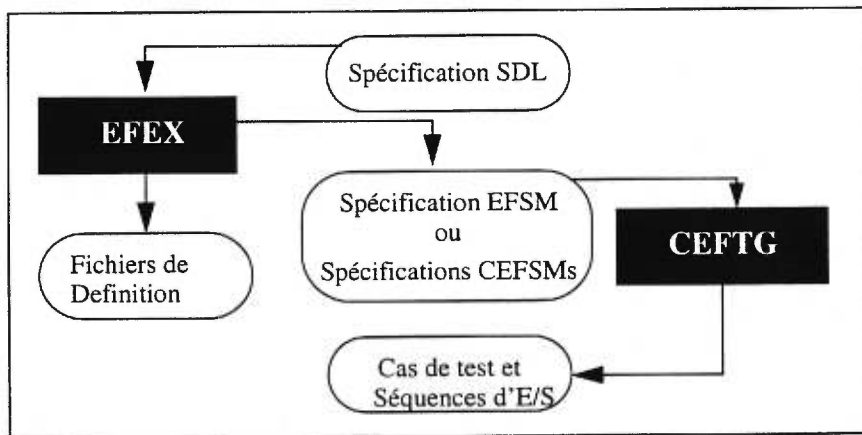 Spécification SDL
EFEX
Spécification EFSM
ou
Spécifications CEFSMs
CEFTG
Fichiers de
Definition
Cas de test et
Séquences d'E/S